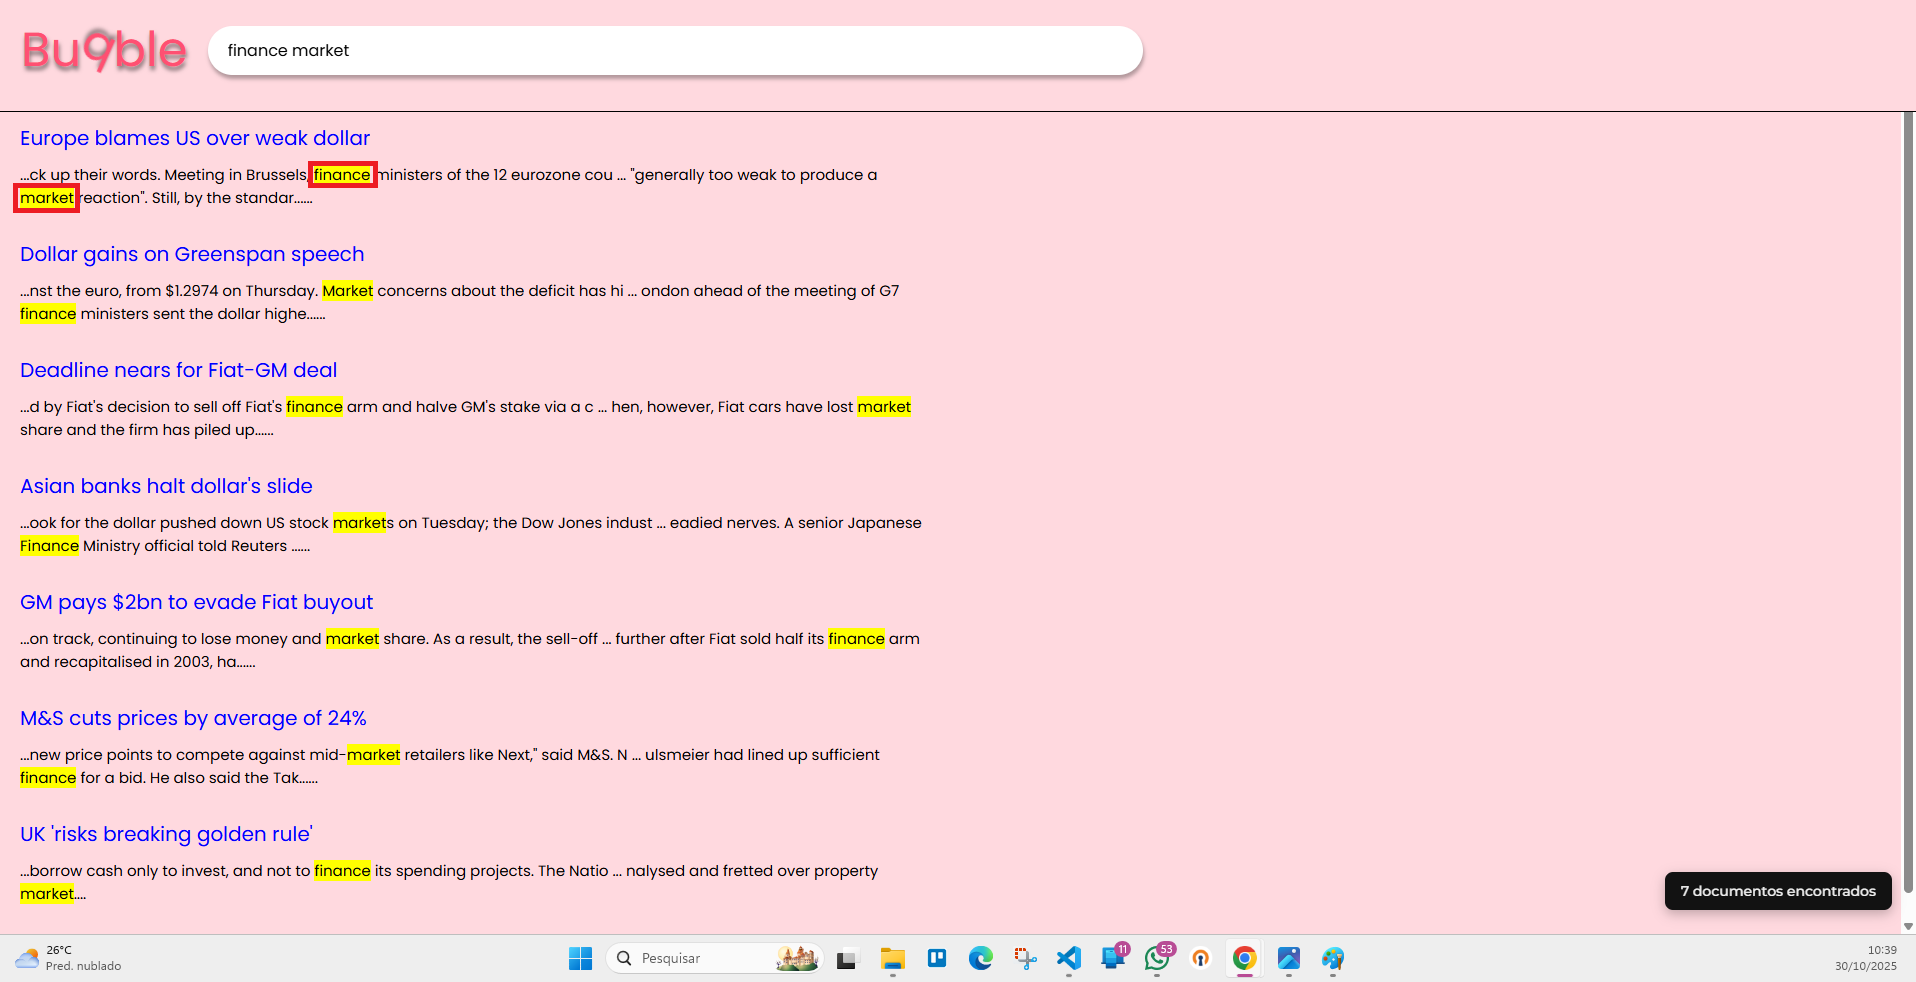 Bu9ble
finance market
Europe blames US over weak dollar
...ck up their words. Meeting in Brussels, finance ministers of the 12 eurozone cou ... "generally too weak to produce a
market reaction". Still, by the standar......
Dollar gains on Greenspan speech
...nst the euro, from $1.2974 on Thursday. Market concerns about the deficit has hi ... ondon ahead of the meeting of G7
finance ministers sent the dollar highe......
Deadline nears for Fiat-GM deal
...d by Fiat's decision to sell off Fiat's finance arm and halve GM's stake via a c ... hen, however, Fiat cars have lost market
share and the firm has piled up......
Asian banks halt dollar's slide
...ook for the dollar pushed down US stock markets on Tuesday; the Dow Jones indust ... eadied nerves. A senior Japanese
Finance Ministry official told Reuters ......
GM pays $2bn to evade Fiat buyout
...on track, continuing to lose money and market share. As a result, the sell-off ... further after Fiat sold half its finance arm
and recapitalised in 2003, ha......
M&S cuts prices by average of 24%
...new price points to compete against mid-market retailers like Next," said M&S. N ... ulsmeier had lined up sufficient
finance for a bid. He also said the Tak......
UK 'risks breaking golden rule'
...borrow cash only to invest, and not to finance its spending projects. The Natio ... nalysed and fretted over property
market....
7 documentos encontrados
26°C
Pred. nublado
Pesquisar
11
53
10:39
30/10/2025